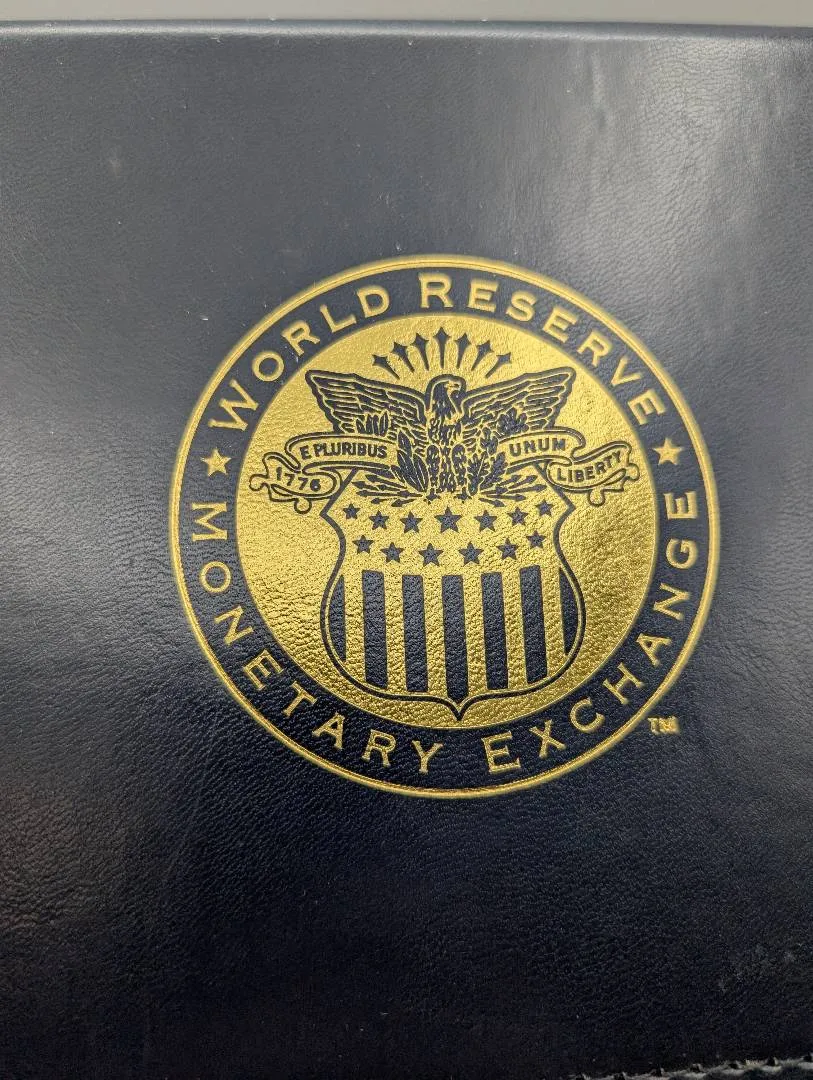 WORLD RESERVE
MONETARY EXCHANGE
E PLURIBUS UNUM
1776 LIBERTY
TM